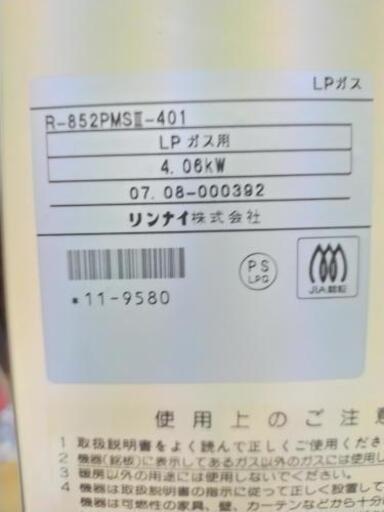 LPガス
R-852PMSⅢ-401
LPガス用
4.06kW
07.08-000392
リンナイ株式会社
*11-9580
PS
LPG
JIA認証
使用上のご注意
1 取扱説明書をよく読んで正しくご使用くださ
2 機器(銘板)に表示してあるガス以外のガスには使用し
3 暖房以外の用途には使用しないでください。
4 機器は取扱説明書の指示に従って正しく設置して
機器は可燃性の家具、壁、カーテンなどから十分